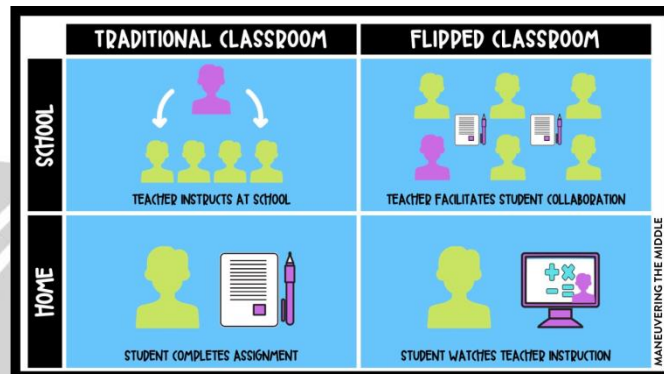 TRADITIONAL CLASSROOM
FLIPPED CLASSROOM
SCHOOL
TEACHER INSTRUCTS AT SCHOOL
TEACHER FACILITATES STUDENT COLLABORATION
HOME
STUDENT COMPLETES ASSIGNMENT
STUDENT WATCHES TEACHER INSTRUCTION
MANEUVERING THE MIDDLE